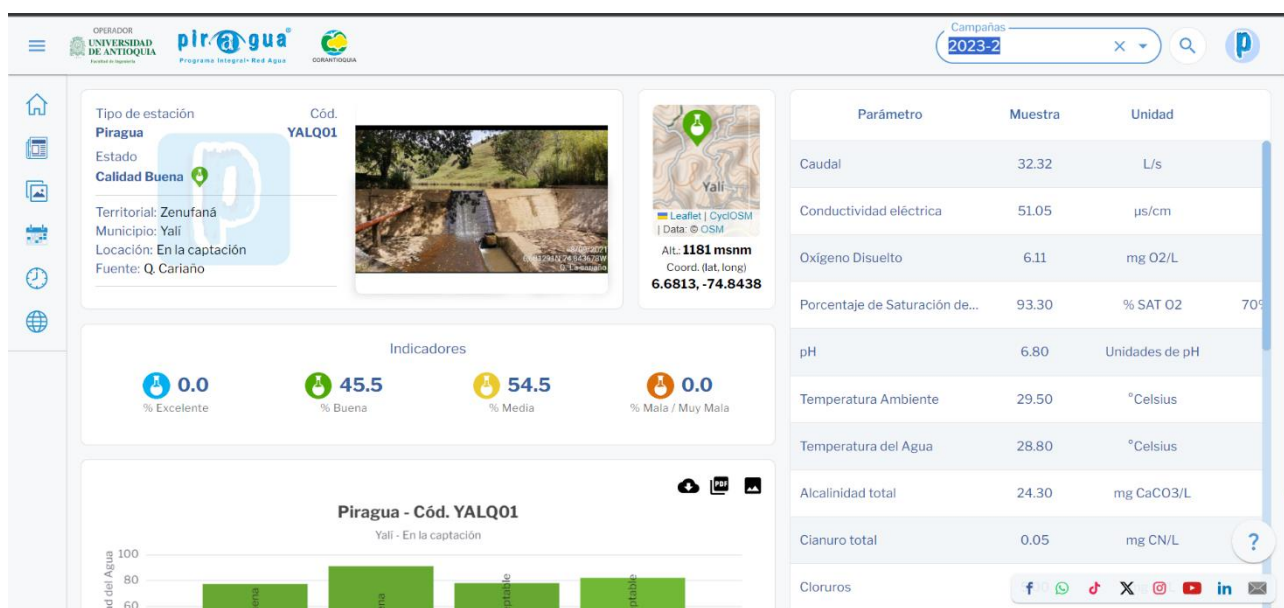 OPERADOR
UNIVERSIDAD
DE ANTIOQUIA
Facultad de Ingeniería
piragua
Programa Integral Red Agua
CORANTIOQUIA
Campañas
2023-2
Tipo de estación
Cód.
Piragua
YALQ01
Estado
Calidad Buena
Territorial: Zenufaná
Municipio: Yalí
Locación: En la captación
Fuente: Q. Cariaño
Yalí
Leaflet | CyclOSM
| Data: © OSM
Alt.: 1181 msnm
Coord. (lat, long)
6.6813, -74.8438
Indicadores
0.0
% Excelente
45.5
% Buena
54.5
% Media
0.0
% Mala / Muy Mala
PDF
Piragua - Cód. YALQ01
Yalí - En la captación
100
80
60
Parámetro Muestra Unidad
Caudal 32.32 L/s
Conductividad eléctrica 51.05 µs/cm
Oxígeno Disuelto 6.11 mg O2/L
Porcentaje de Saturación de... 93.30 % SAT O2 70%
pH 6.80 Unidades de pH
Temperatura Ambiente 29.50 °Celsius
Temperatura del Agua 28.80 °Celsius
Alcalinidad total 24.30 mg CaCO3/L
Cianuro total 0.05 mg CN/L
Cloruros
?